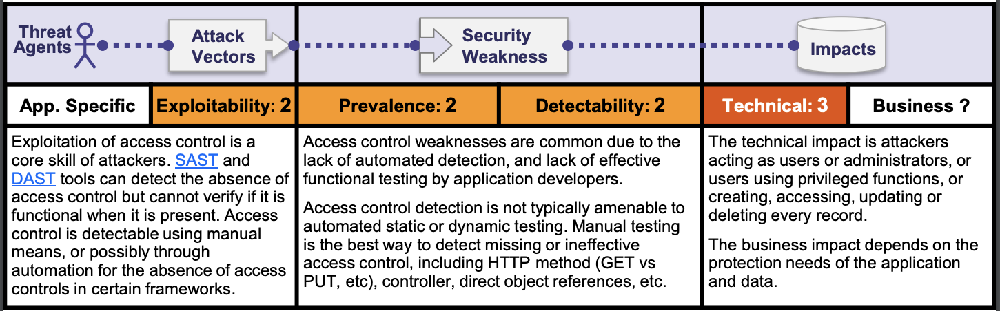 Threat
Agents
Attack
Vectors
Security
Weakness
Impacts
App. Specific
Exploitability: 2
Prevalence: 2
Detectability: 2
Technical: 3
Business ?
Exploitation of access control is a
core skill of attackers. SAST and
DAST tools can detect the absence of
access control but cannot verify if it is
functional when it is present. Access
control is detectable using manual
means, or possibly through
automation for the absence of access
controls in certain frameworks.
Access control weaknesses are common due to the
lack of automated detection, and lack of effective
functional testing by application developers.
Access control detection is not typically amenable to
automated static or dynamic testing. Manual testing
is the best way to detect missing or ineffective
access control, including HTTP method (GET vs
PUT, etc), controller, direct object references, etc.
The technical impact is attackers
acting as users or administrators, or
users using privileged functions, or
creating, accessing, updating or
deleting every record.
The business impact depends on the
protection needs of the application
and data.